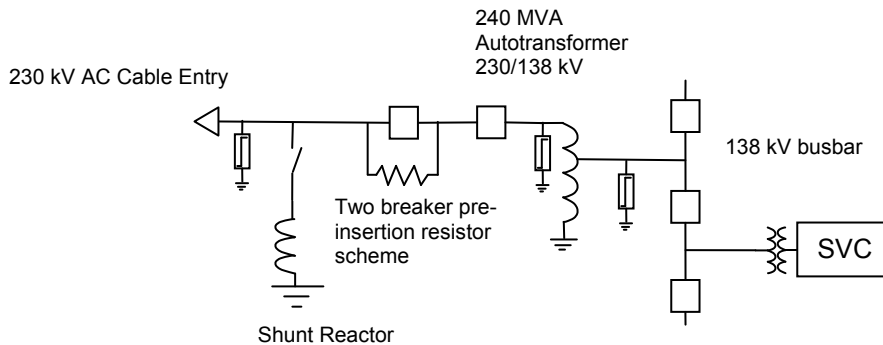 240 MVA
Autotransformer
230/138 kV
230 kV AC Cable Entry
138 kV busbar
Two breaker pre-
insertion resistor
scheme
SVC
Shunt Reactor